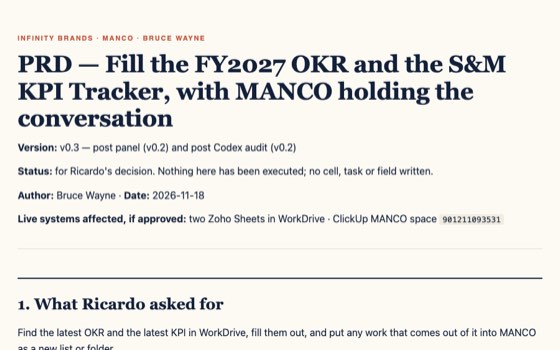 INFINITY BRANDS · MANCO · BRUCE WAYNE
PRD — Fill the FY2027 OKR and the S&M
KPI Tracker, with MANCO holding the
conversation
Version: v0.3 — post panel (v0.2) and post Codex audit (v0.2)
Status: for Ricardo's decision. Nothing here has been executed; no cell, task or field written.
Author: Bruce Wayne · Date: 2026-11-18
Live systems affected, if approved: two Zoho Sheets in WorkDrive · ClickUp MANCO space 901211093531
1. What Ricardo asked for
Find the latest OKR and the latest KPI in WorkDrive, fill them out, and put any work that comes out of it into MANCO
as a new list or folder.